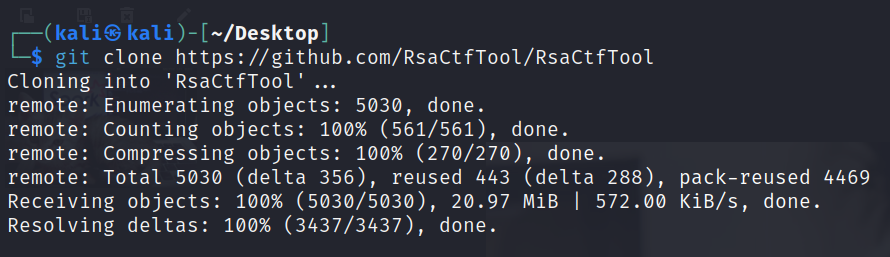 ┌──(kali㉿kali)-[~/Desktop]
└─$ git clone https://github.com/RsaCtfTool/RsaCtfTool
Cloning into 'RsaCtfTool'...
remote: Enumerating objects: 5030, done.
remote: Counting objects: 100% (561/561), done.
remote: Compressing objects: 100% (270/270), done.
remote: Total 5030 (delta 356), reused 443 (delta 288), pack-reused 4469
Receiving objects: 100% (5030/5030), 20.97 MiB | 572.00 KiB/s, done.
Resolving deltas: 100% (3437/3437), done.